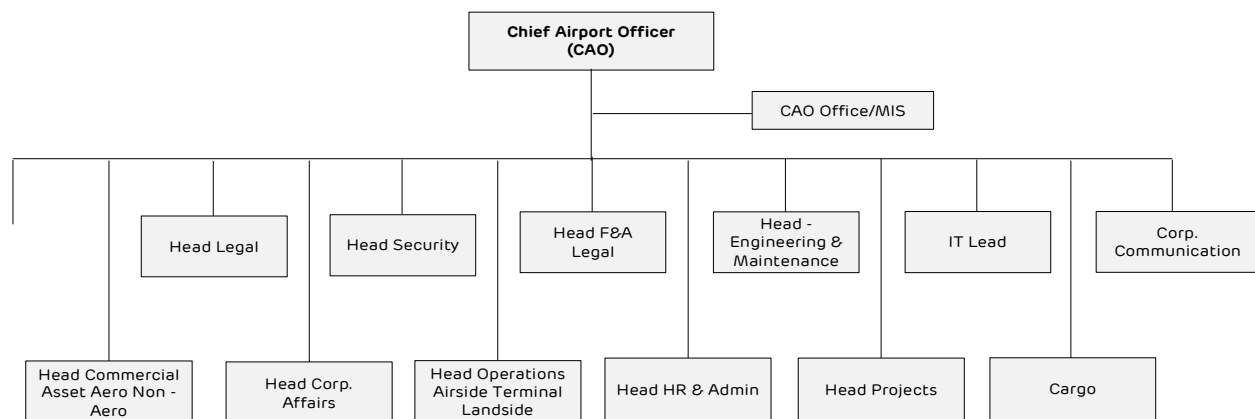 Chief Airport Officer
(CAO)
CAO Office/MIS
Head Legal
Head Security
Head F&A
Legal
Head -
Engineering &
Maintenance
IT Lead
Corp.
Communication
Head Commercial
Asset Aero Non -
Aero
Head Corp.
Affairs
Head Operations
Airside Terminal
Landside
Head HR & Admin
Head Projects
Cargo